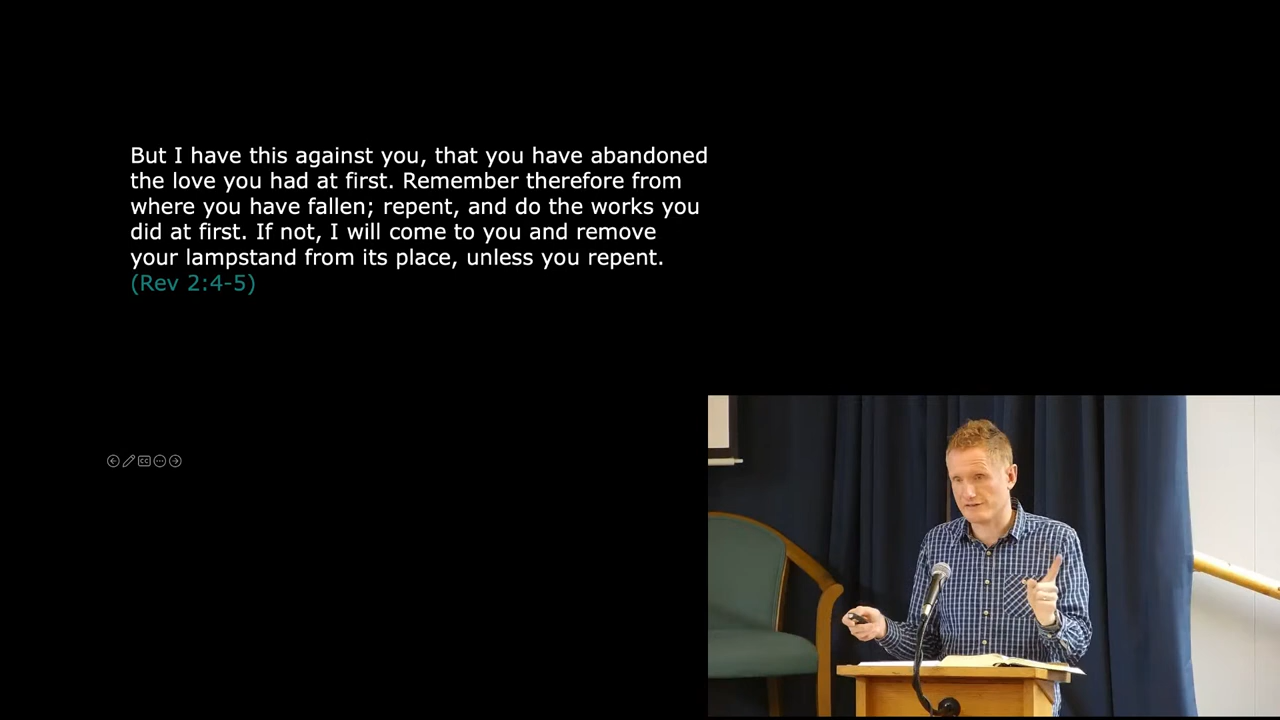 But I have this against you, that you have abandoned
the love you had at first. Remember therefore from
where you have fallen; repent, and do the works you
did at first. If not, I will come to you and remove
your lampstand from its place, unless you repent.
(Rev 2:4-5)
CC